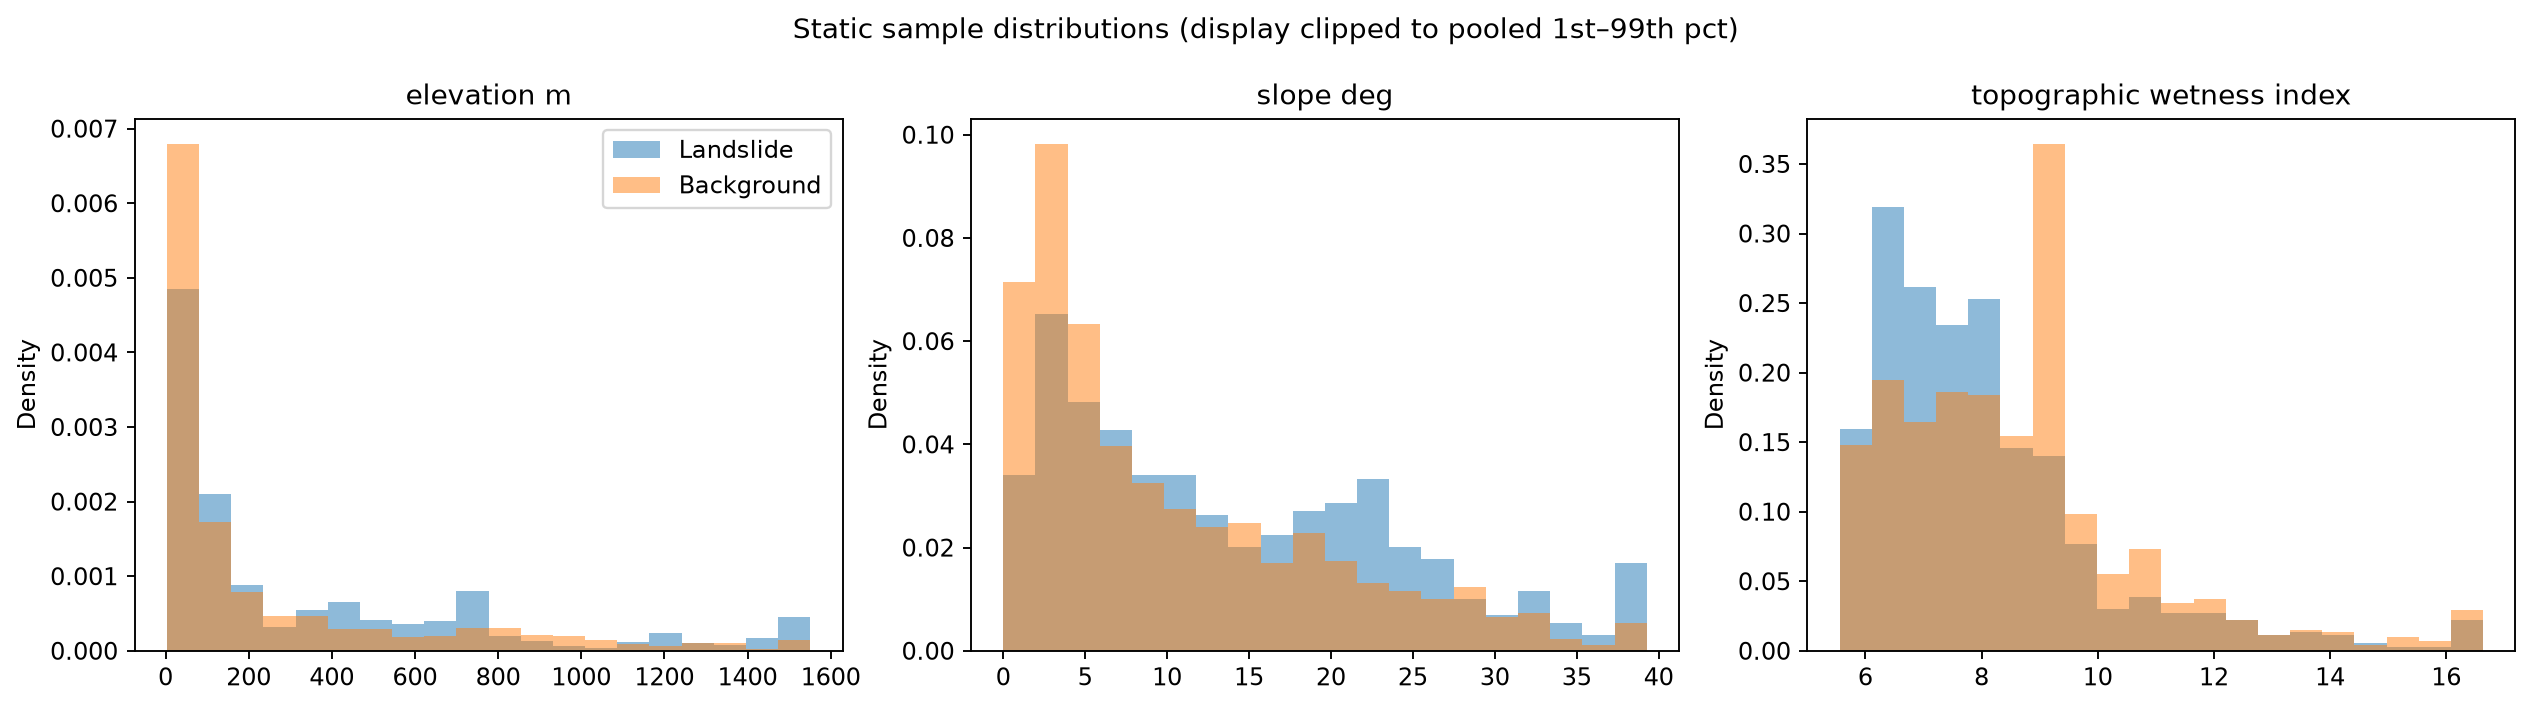 Static sample distributions (display clipped to pooled 1st–99th pct)
elevation m
Density
0.007
0.006
0.005
0.004
0.003
0.002
0.001
0.000
0 200 400 600 800 1000 1200 1400 1600
Landslide
Background
slope deg
Density
0.10
0.08
0.06
0.04
0.02
0.00
0 5 10 15 20 25 30 35 40
topographic wetness index
Density
0.35
0.30
0.25
0.20
0.15
0.10
0.05
0.00
6 8 10 12 14 16